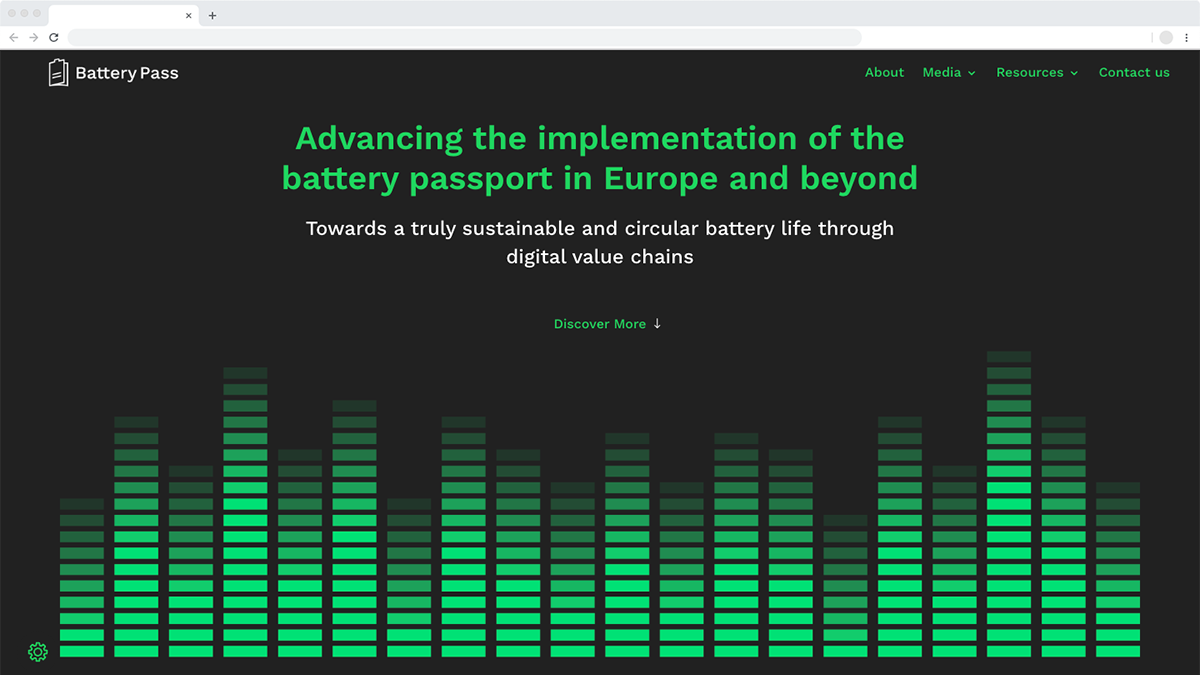 Battery Pass
About
Media
Resources
Contact us
Advancing the implementation of the
battery passport in Europe and beyond
Towards a truly sustainable and circular battery life through
digital value chains
Discover More ↓